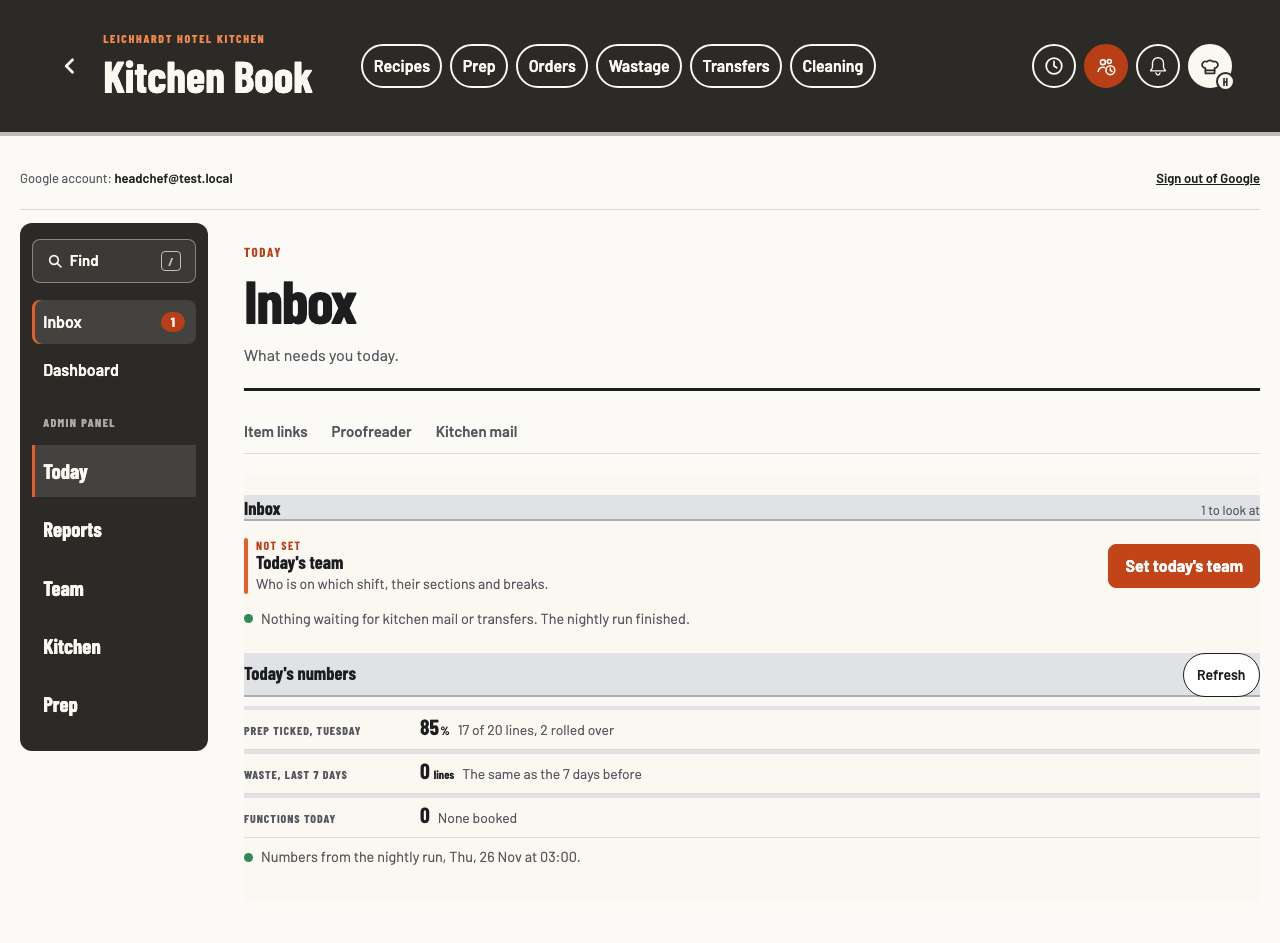 LEICHHARDT HOTEL KITCHEN
Kitchen Book
Recipes
Prep
Orders
Wastage
Transfers
Cleaning
H
Google account: headchef@test.local
Sign out of Google
Find
/
Inbox
1
Dashboard
ADMIN PANEL
Today
Reports
Team
Kitchen
Prep
TODAY
Inbox
What needs you today.
Item links
Proofreader
Kitchen mail
Inbox
1 to look at
NOT SET
Today's team
Who is on which shift, their sections and breaks.
Set today's team
Nothing waiting for kitchen mail or transfers. The nightly run finished.
Today's numbers
Refresh
PREP TICKED, TUESDAY
85% 17 of 20 lines, 2 rolled over
WASTE, LAST 7 DAYS
0 lines The same as the 7 days before
FUNCTIONS TODAY
0 None booked
Numbers from the nightly run, Thu, 26 Nov at 03:00.